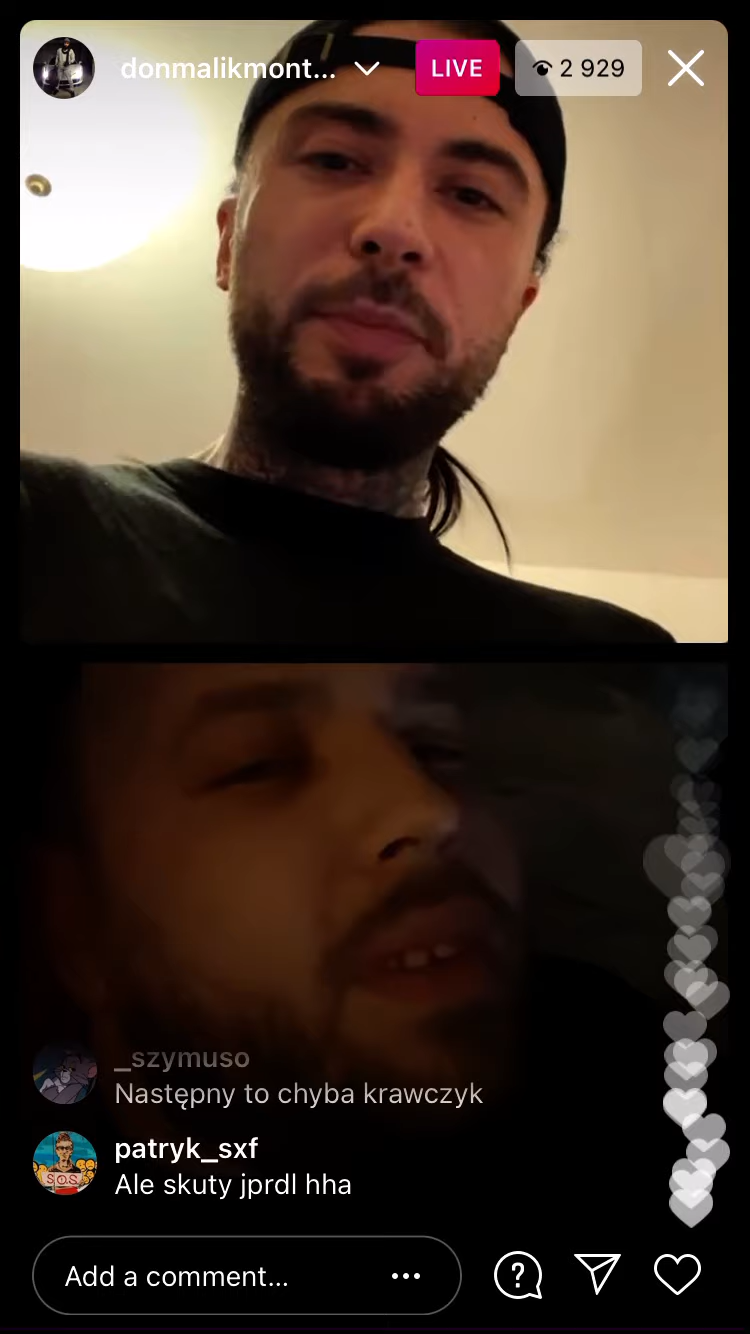 donmalikmont...
LIVE
2 929
_szymuso
Następny to chyba krawczyk
patryk_sxf
S.O.S.
Ale skuty jprdl hha
Add a comment...